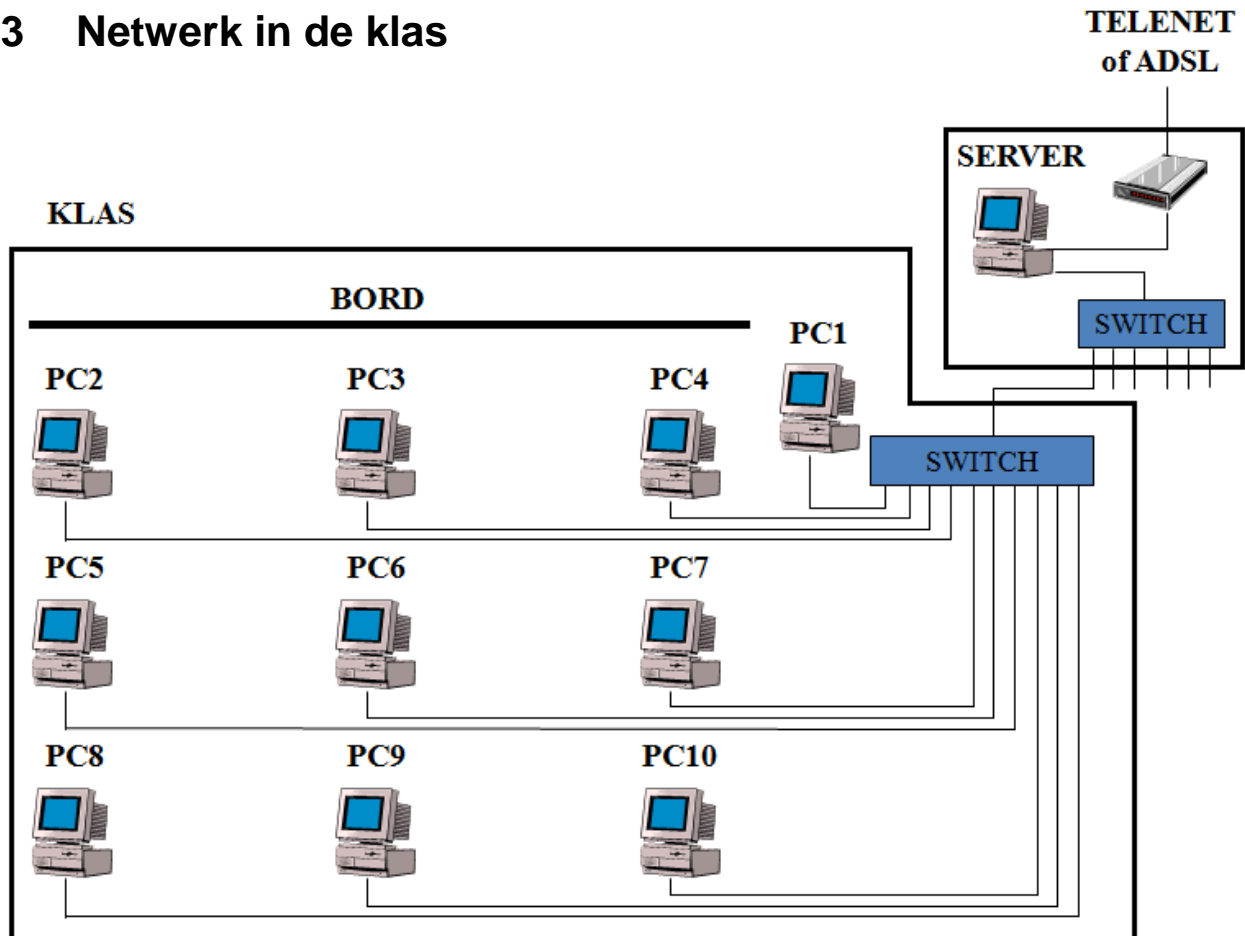 3 Netwerk in de klas
TELENET
of ADSL
SERVER
KLAS
BORD
SWITCH
PC1
PC2 PC3 PC4
SWITCH
PC5 PC6 PC7
PC8 PC9 PC10